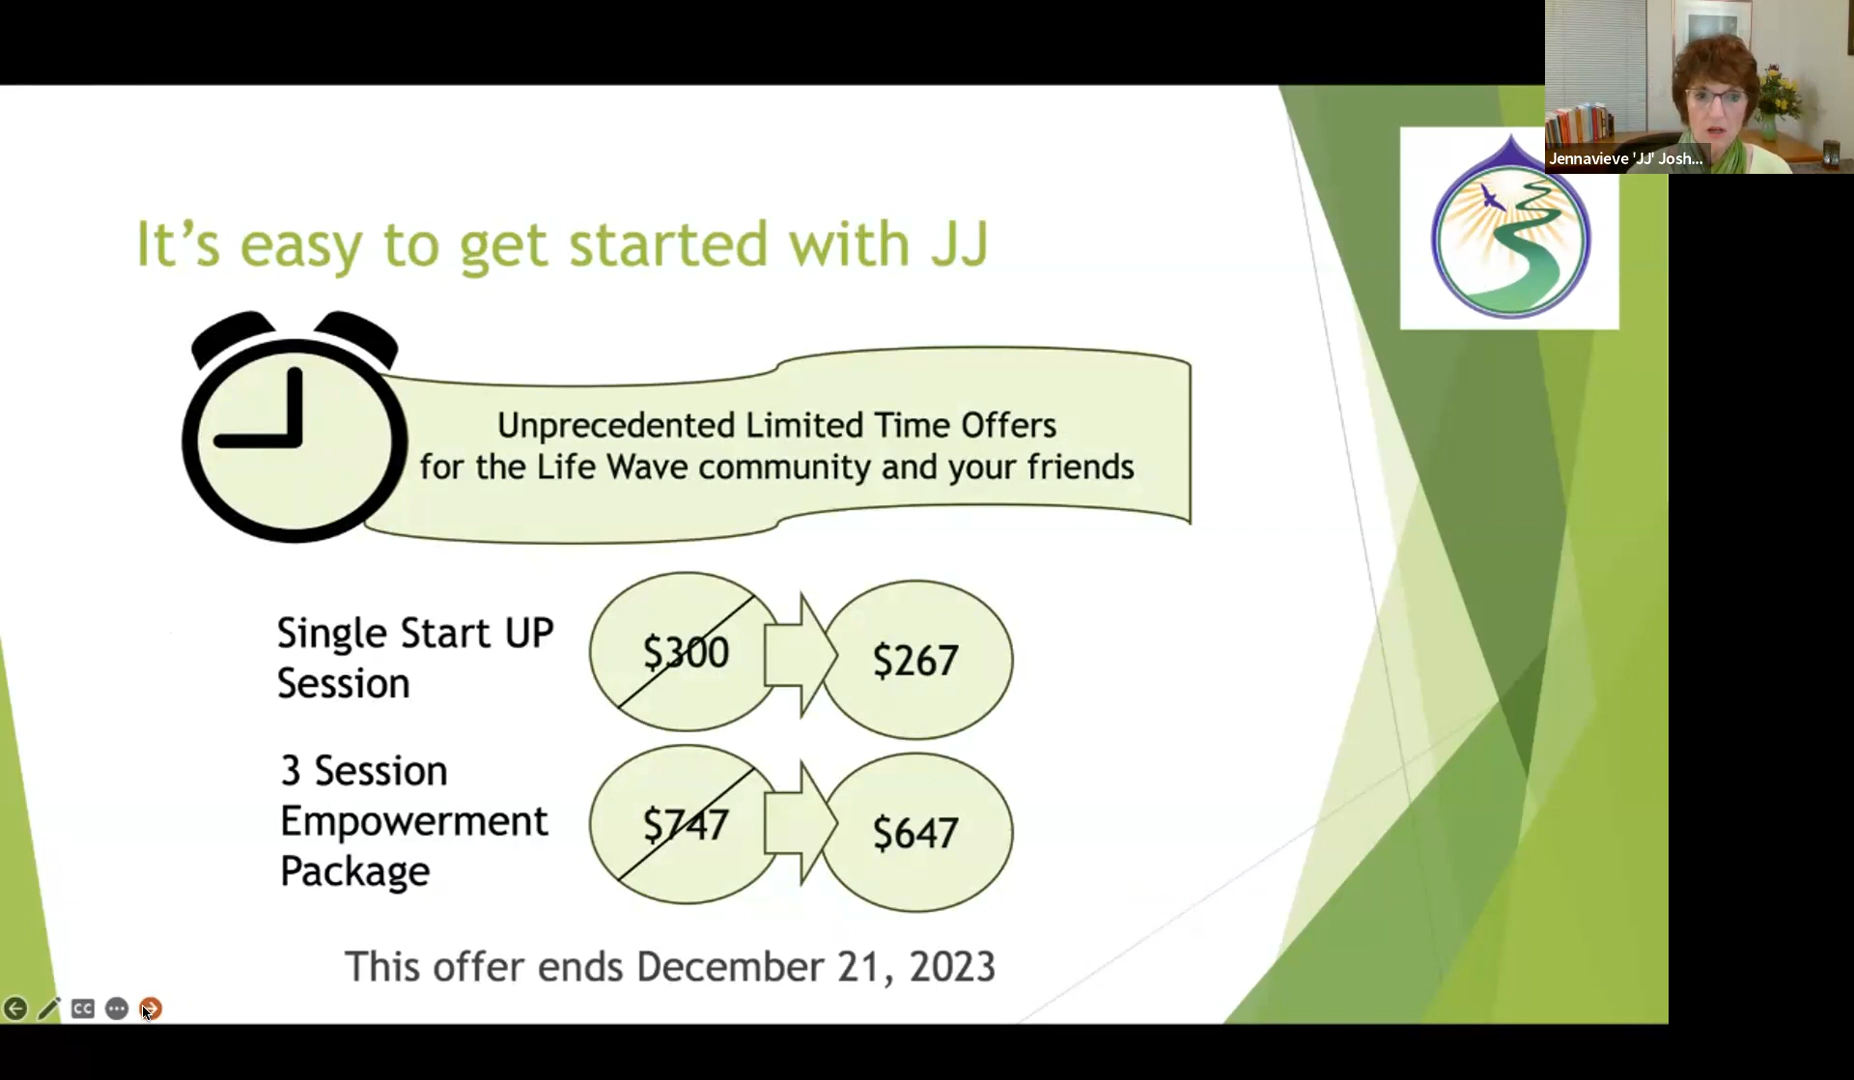 Jennavieve 'JJ' Josh...
It's easy to get started with JJ
Unprecedented Limited Time Offers
for the Life Wave community and your friends
Single Start UP
Session
$300
$267
3 Session
Empowerment
Package
$747
$647
This offer ends December 21, 2023
CC